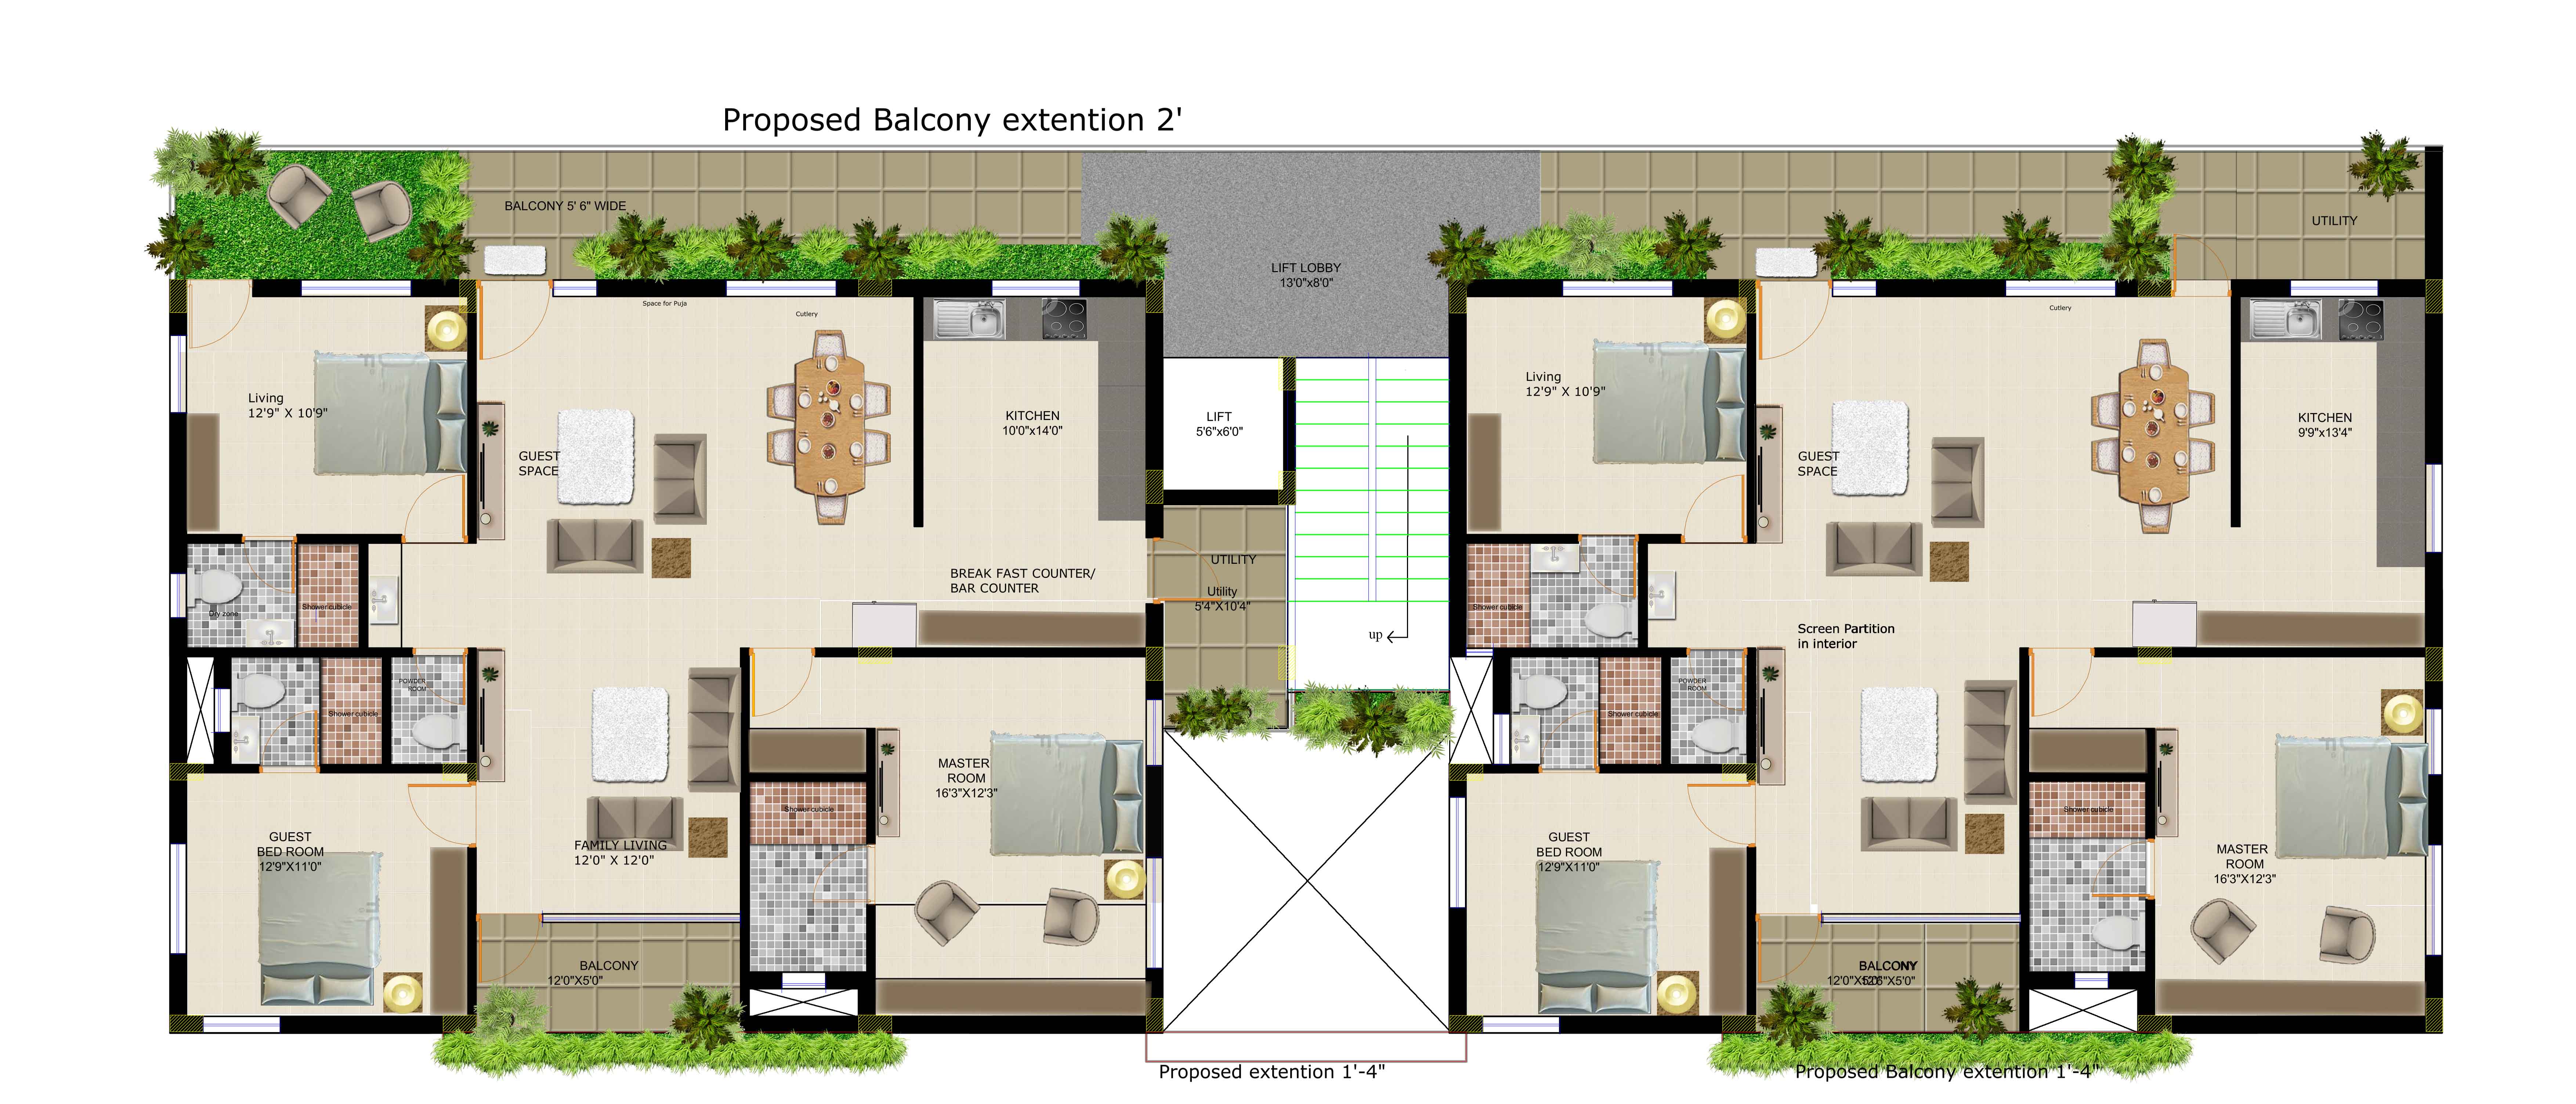 Proposed Balcony extention 2'
BALCONY 5' 6" WIDE
UTILITY
LIFT LOBBY
13'0"x8'0"
Space for Puja
Cutlery
Cutlery
Living
12'9" X 10'9"
GUEST
SPACE
KITCHEN
10'0"x14'0"
LIFT
5'6"x6'0"
Living
12'9" X 10'9"
GUEST
SPACE
KITCHEN
9'9"x13'4"
BREAK FAST COUNTER/
BAR COUNTER
UTILITY
Utility
5'4"X10'4"
up
Dry zone
Shower cubicle
Shower cubicle
Screen Partition
in interior
POWDER
ROOM
Shower cubicle
Shower cubicle
POWDER
ROOM
MASTER
ROOM
16'3"X12'3"
Shower cubicle
Shower cubicle
GUEST
BED ROOM
12'9"X11'0"
FAMILY LIVING
12'0" X 12'0"
GUEST
BED ROOM
12'9"X11'0"
MASTER
ROOM
16'3"X12'3"
BALCONY
12'0"X5'0"
BALCONY
Proposed extention 1'-4"
Proposed Balcony extention 1'-4"